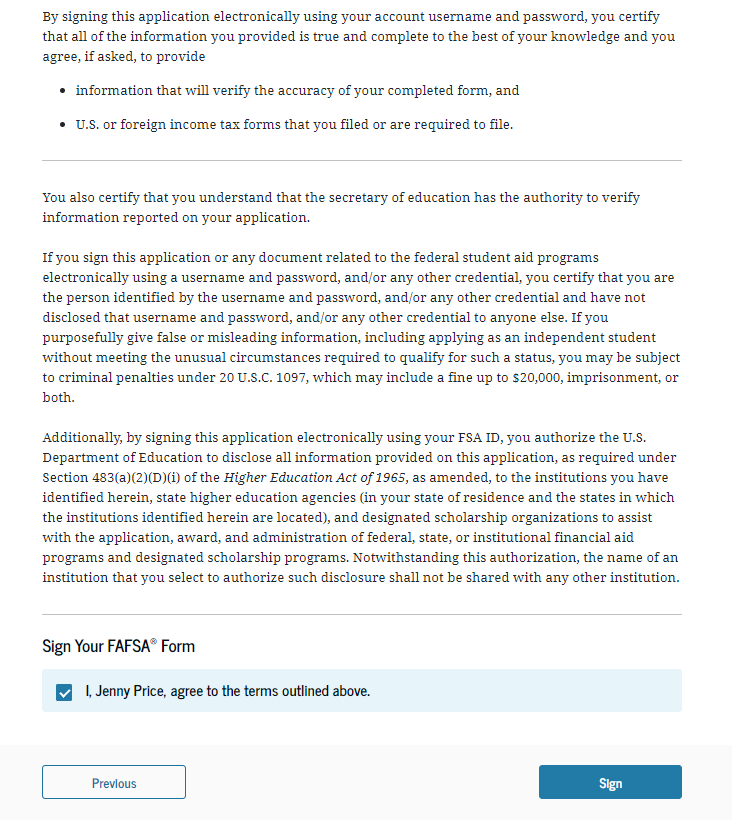 By signing this application electronically using your account username and password, you certify
that all of the information you provided is true and complete to the best of your knowledge and you
agree, if asked, to provide
• information that will verify the accuracy of your completed form, and
• U.S. or foreign income tax forms that you filed or are required to file.
You also certify that you understand that the secretary of education has the authority to verify
information reported on your application.
If you sign this application or any document related to the federal student aid programs
electronically using a username and password, and/or any other credential, you certify that you are
the person identified by the username and password, and/or any other credential and have not
disclosed that username and password, and/or any other credential to anyone else. If you
purposefully give false or misleading information, including applying as an independent student
without meeting the unusual circumstances required to qualify for such a status, you may be subject
to criminal penalties under 20 U.S.C. 1097, which may include a fine up to $20,000, imprisonment, or
both.
Additionally, by signing this application electronically using your FSA ID, you authorize the U.S.
Department of Education to disclose all information provided on this application, as required under
Section 483(a)(2)(D)(i) of the Higher Education Act of 1965, as amended, to the institutions you have
identified herein, state higher education agencies (in your state of residence and the states in which
the institutions identified herein are located), and designated scholarship organizations to assist
with the application, award, and administration of federal, state, or institutional financial aid
programs and designated scholarship programs. Notwithstanding this authorization, the name of an
institution that you select to authorize such disclosure shall not be shared with any other institution.
Sign Your FAFSA® Form
I, Jenny Price, agree to the terms outlined above.
Previous
Sign